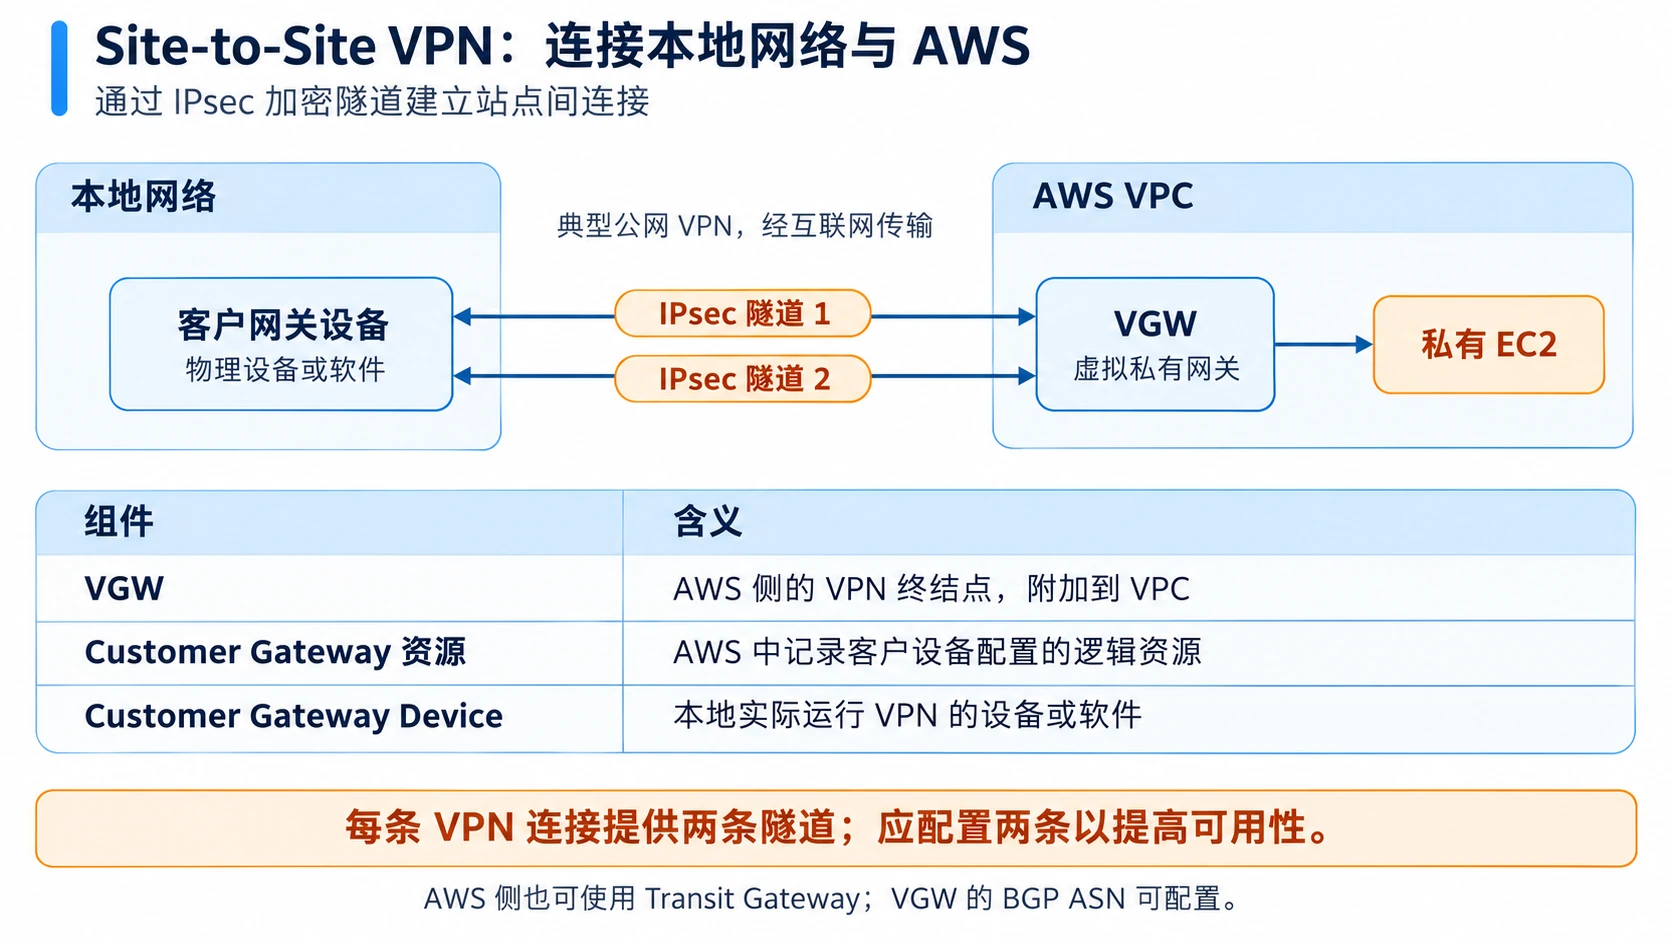 Site-to-Site VPN：连接本地网络与 AWS
通过 IPsec 加密隧道建立站点间连接
本地网络
典型公网 VPN，经互联网传输
AWS VPC
客户网关设备
物理设备或软件
IPsec 隧道 1
IPsec 隧道 2
VGW
虚拟私有网关
私有 EC2
组件
含义
VGW
AWS 侧的 VPN 终结点，附加到 VPC
Customer Gateway 资源
AWS 中记录客户设备配置的逻辑资源
Customer Gateway Device
本地实际运行 VPN 的设备或软件
每条 VPN 连接提供两条隧道；应配置两条以提高可用性。
AWS 侧也可使用 Transit Gateway；VGW 的 BGP ASN 可配置。